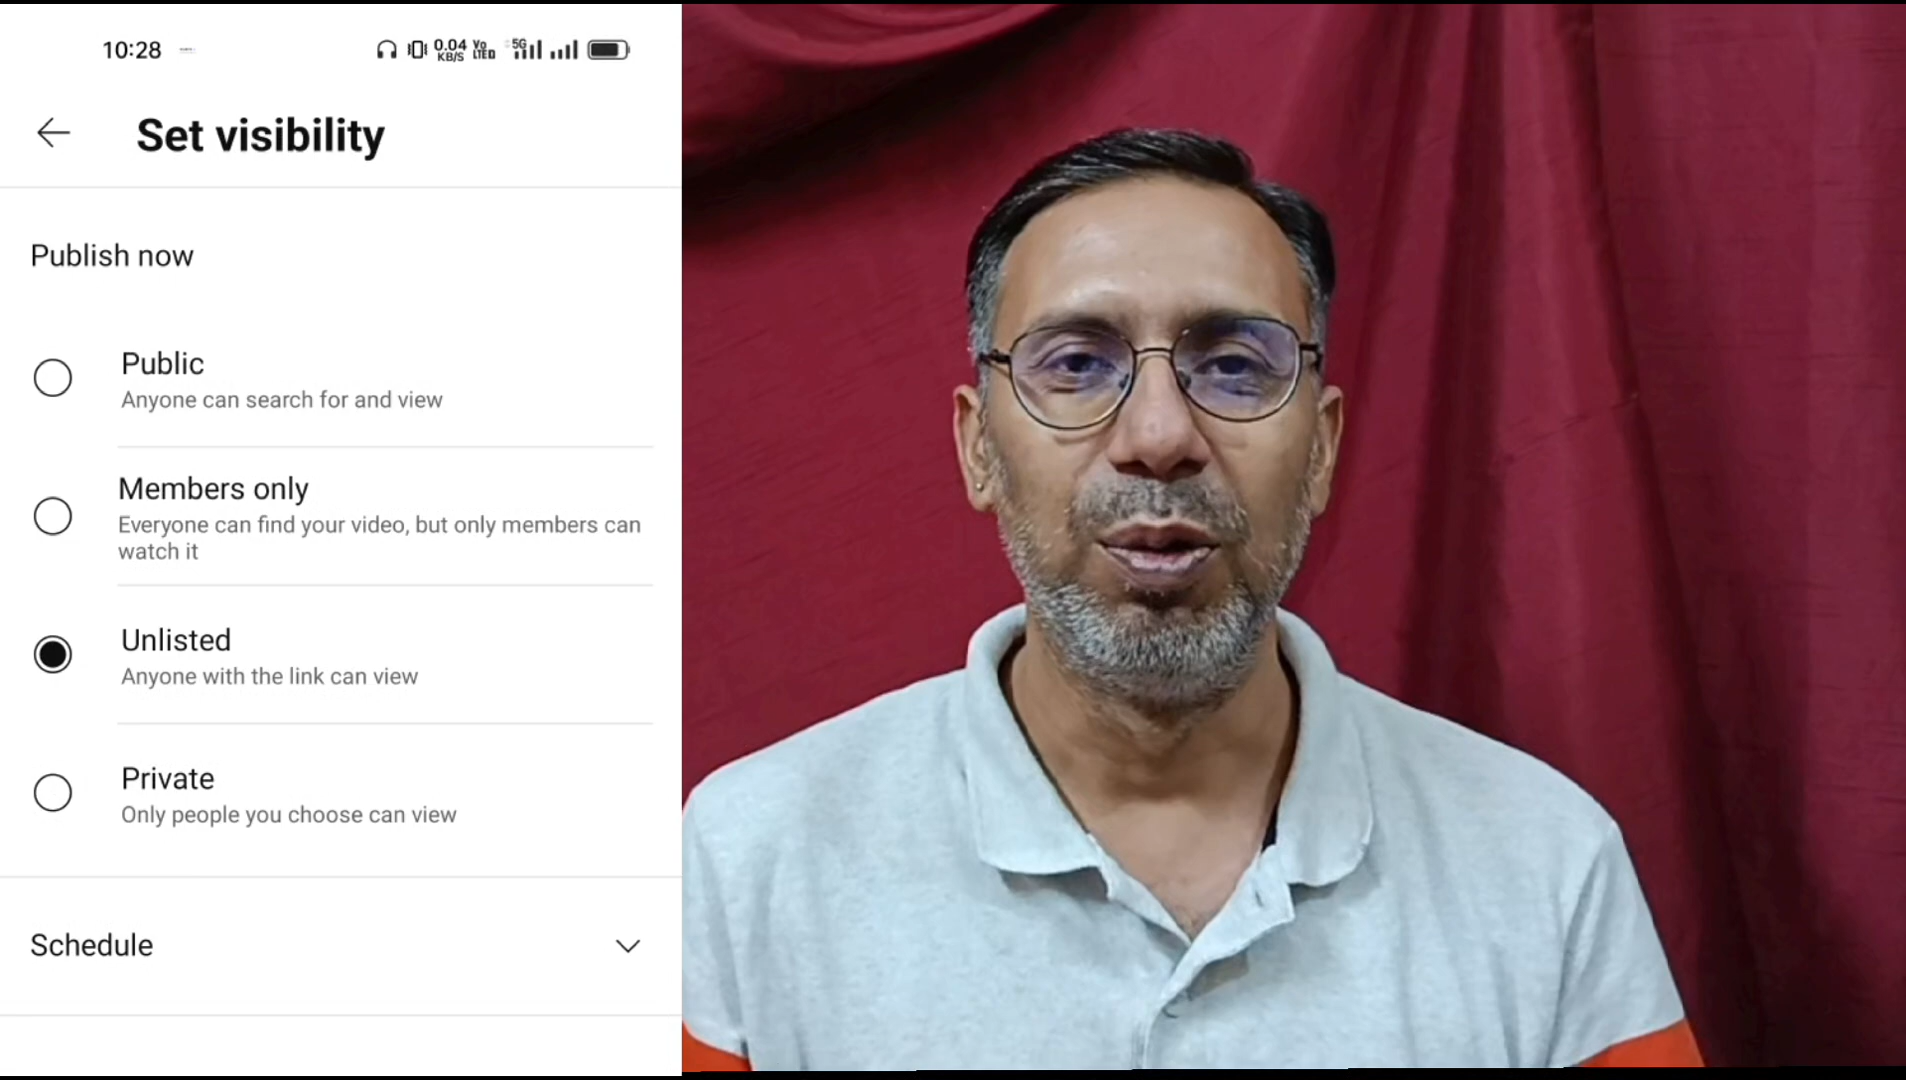 10:28
0.04 KB/S Vo LTE 5G
Set visibility
Publish now
Public
Anyone can search for and view
Members only
Everyone can find your video, but only members can
watch it
Unlisted
Anyone with the link can view
Private
Only people you choose can view
Schedule